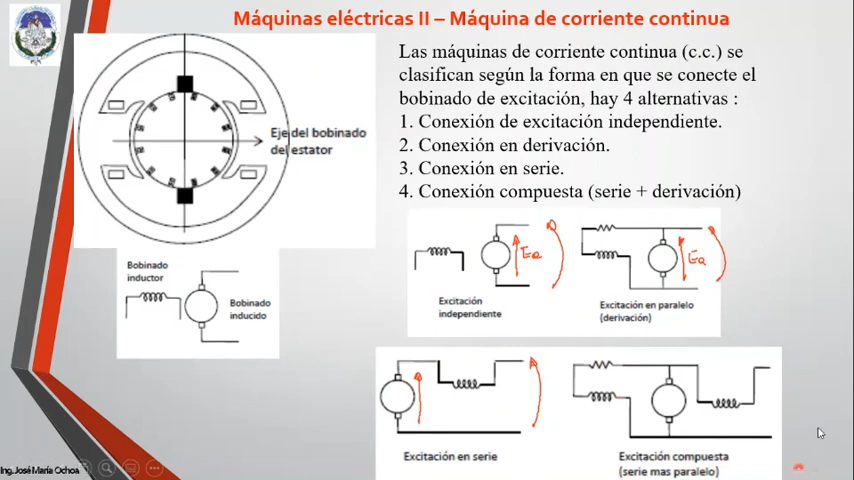 Máquinas eléctricas II – Máquina de corriente continua
Las máquinas de corriente continua (c.c.) se
clasifican según la forma en que se conecte el
bobinado de excitación, hay 4 alternativas :
1. Conexión de excitación independiente.
2. Conexión en derivación.
3. Conexión en serie.
4. Conexión compuesta (serie + derivación)
Eje del bobinado
del estator
Bobinado
inductor
Bobinado
inducido
Ea
Excitación
independiente
Ea
Excitación en paralelo
(derivación)
Excitación en serie
Excitación compuesta
(serie mas paralelo)
Ing. José María Ochoa